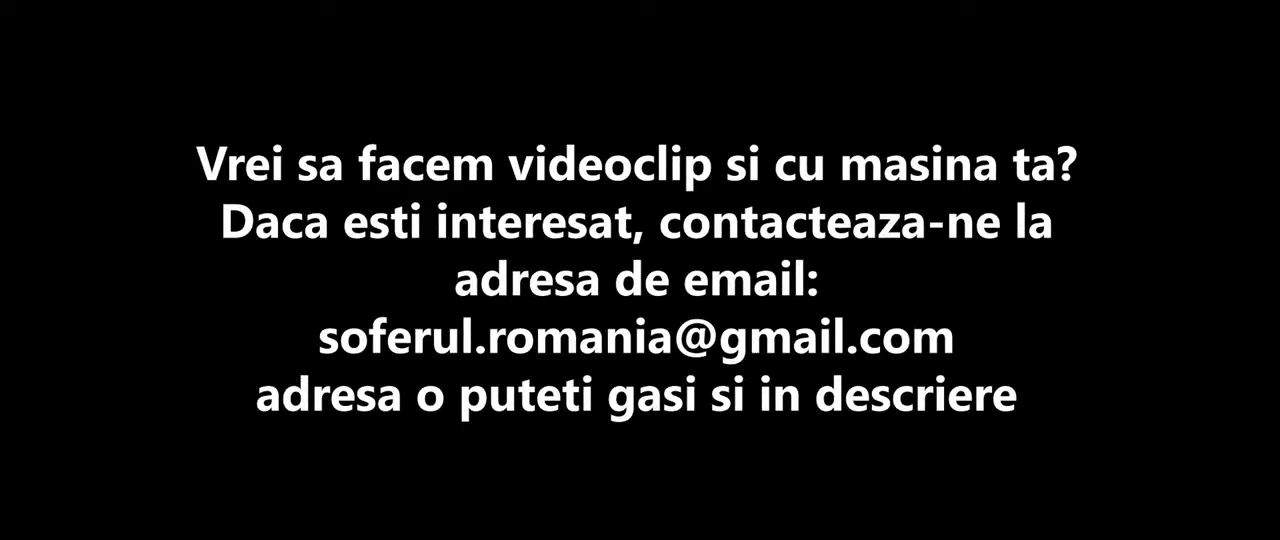 Vrei sa facem videoclip si cu masina ta?
Daca esti interesat, contacteaza-ne la
adresa de email:
soferul.romania@gmail.com
adresa o puteti gasi si in descriere